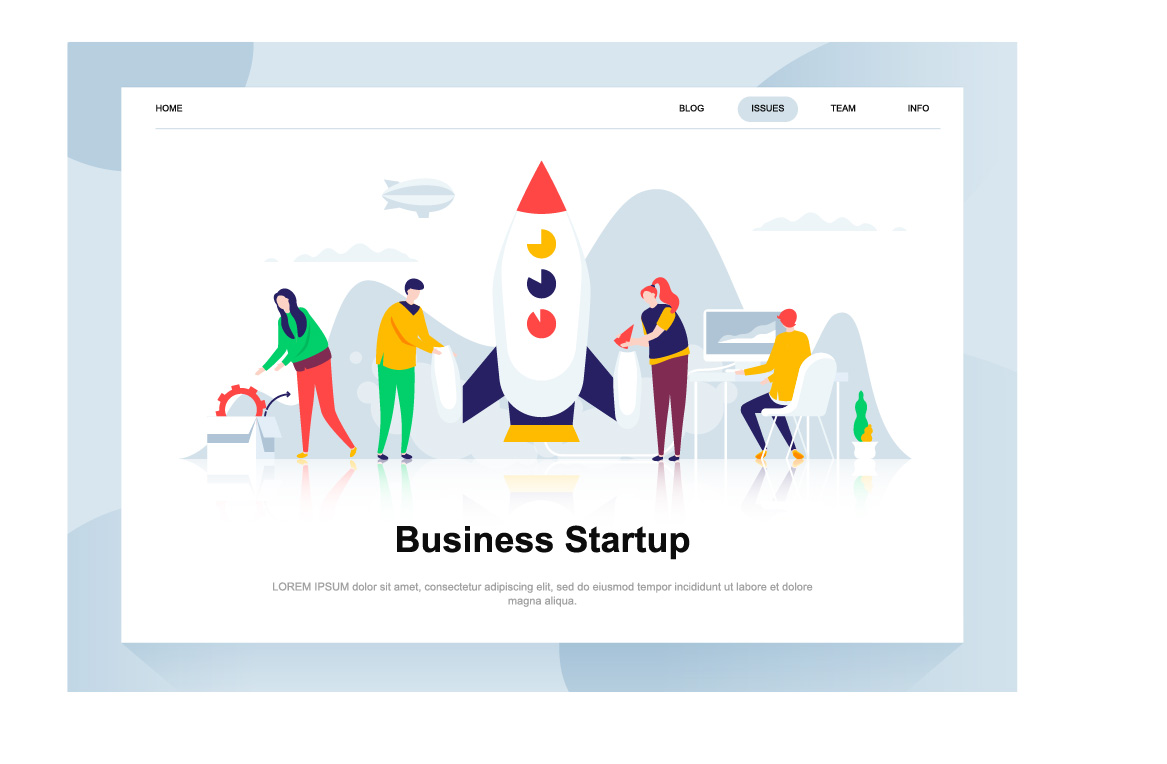 HOME
BLOG
ISSUES
TEAM
INFO
Business Startup
LOREM IPSUM dolor sit amet, consectetur adipiscing elit, sed do eiusmod tempor incididunt ut labore et dolore
magna aliqua.